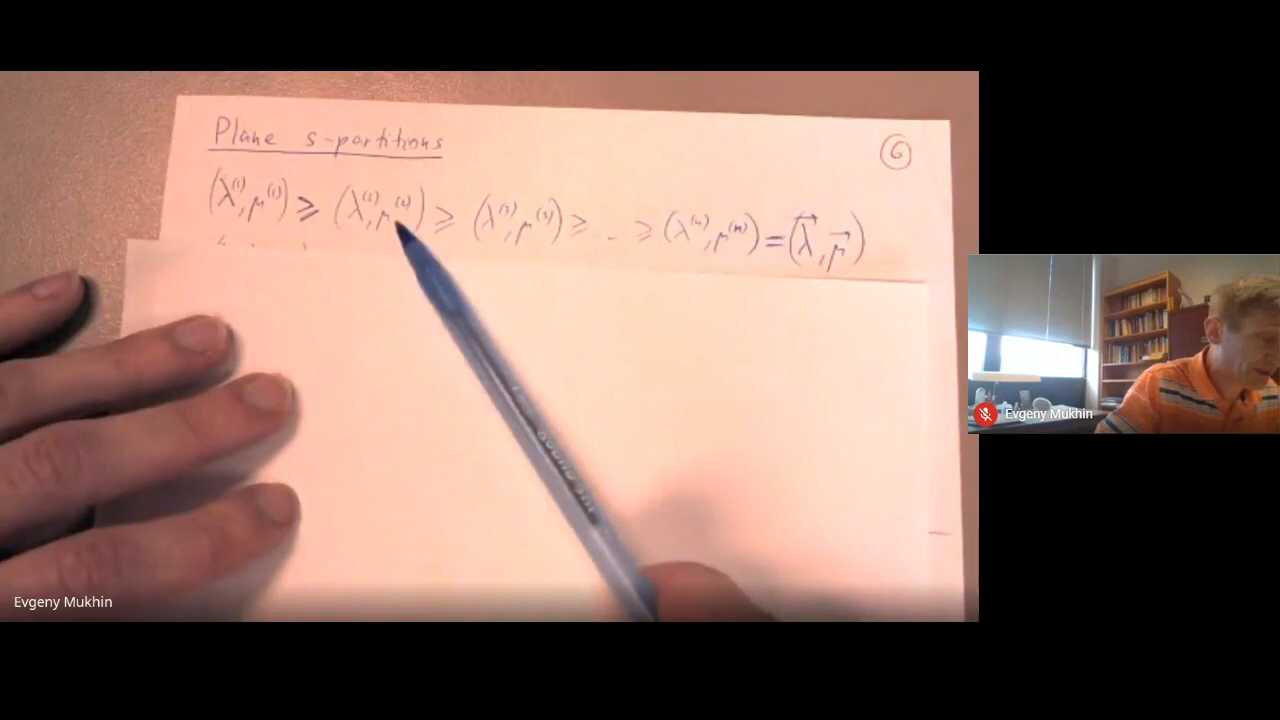 Plane s-partitions
⑥
(λ⁽¹⁾, μ⁽¹⁾) ⩾ (λ⁽²⁾, μ⁽²⁾) ⩾ (λ⁽³⁾, μ⁽³⁾) ⩾ ... ⩾ (λ⁽ⁿ⁾, μ⁽ⁿ⁾) = (λ⃗, μ⃗)
Evgeny Mukhin
Evgeny Mukhin